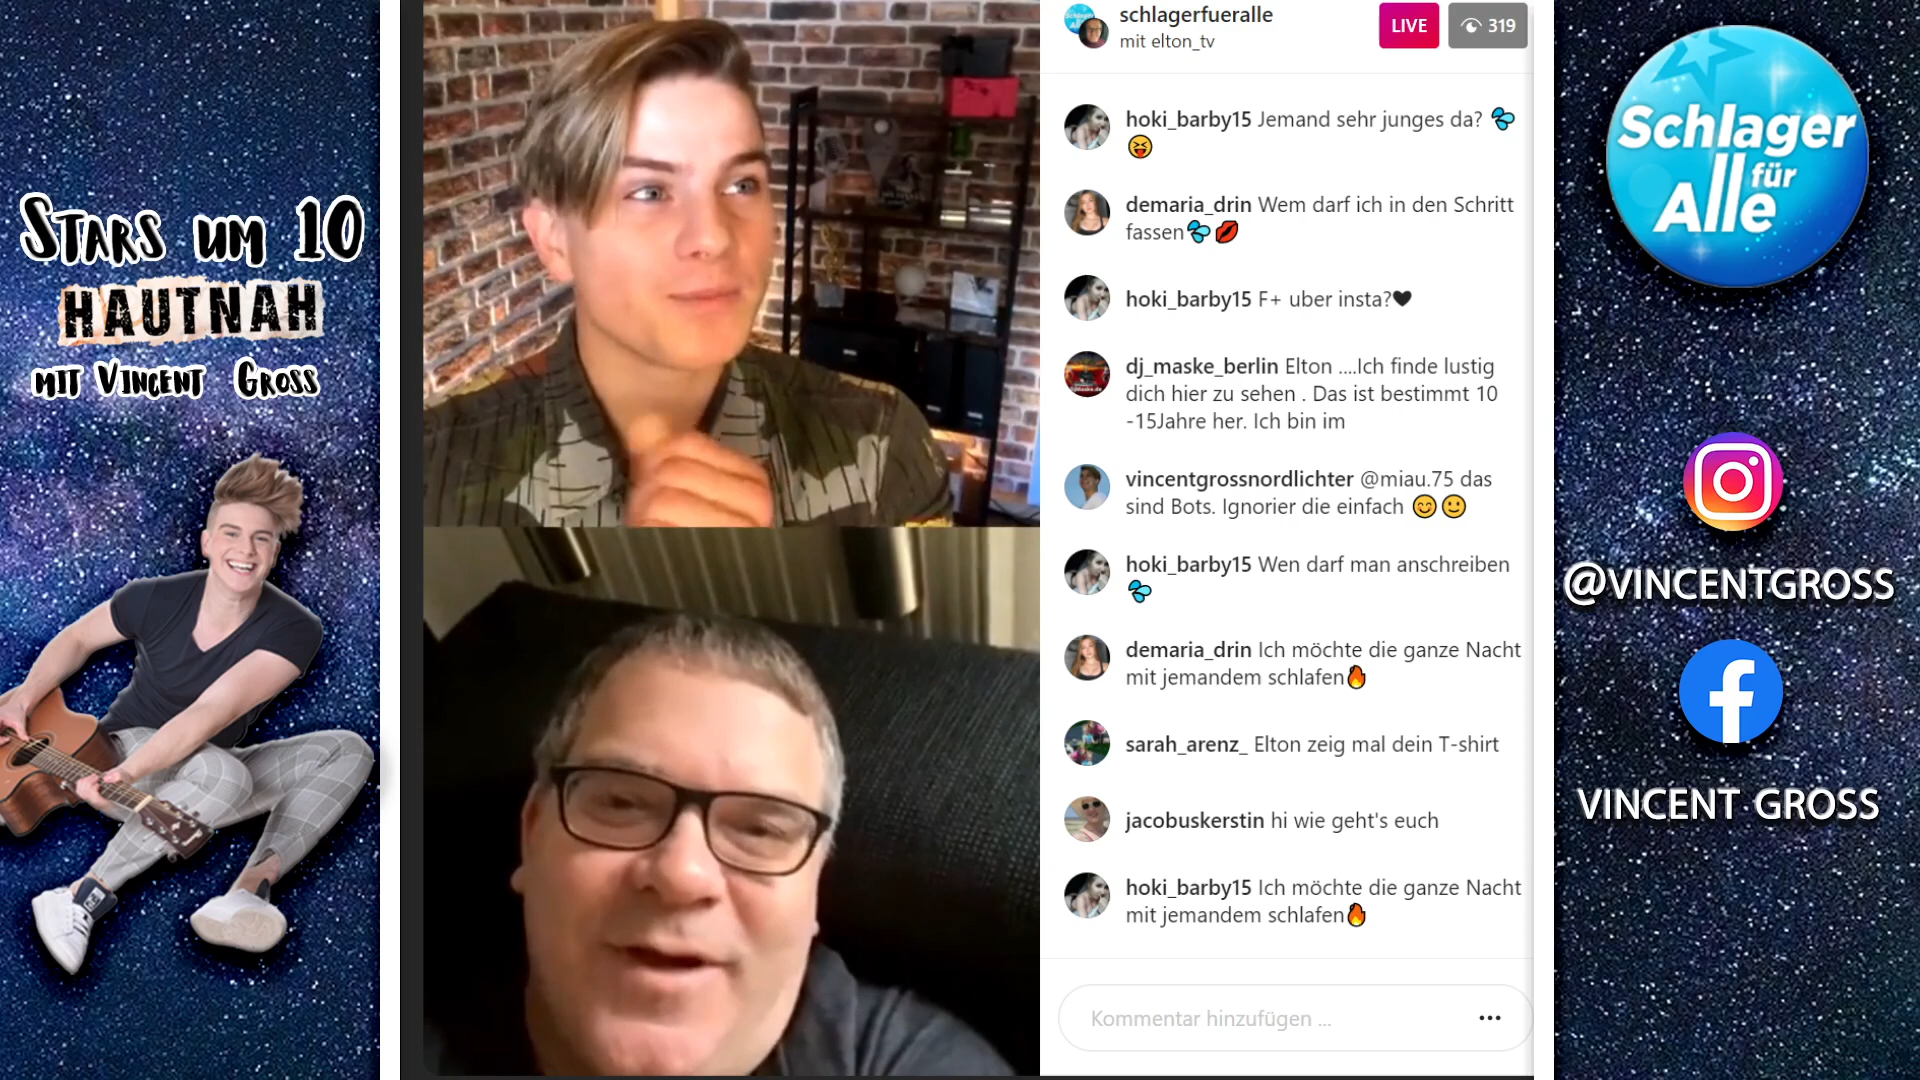 STARS UM 10
HAUTNAH
MIT VINCENT GROSS
schlagerfueralle
mit elton_tv
LIVE
319
hoki_barby15 Jemand sehr junges da? 💦
😝
demaria_drin Wem darf ich in den Schritt
fassen💦💋
hoki_barby15 F+ uber insta?🖤
dj_maske_berlin Elton ....Ich finde lustig
dich hier zu sehen . Das ist bestimmt 10
-15Jahre her. Ich bin im
vincentgrossnordlichter @miau.75 das
sind Bots. Ignorier die einfach 😊🙂
hoki_barby15 Wen darf man anschreiben
💦
demaria_drin Ich möchte die ganze Nacht
mit jemandem schlafen🔥
sarah_arenz_ Elton zeig mal dein T-shirt
jacobuskerstin hi wie geht's euch
hoki_barby15 Ich möchte die ganze Nacht
mit jemandem schlafen🔥
Kommentar hinzufügen ...
Schlager
für
Alle
@VINCENTGROSS
VINCENT GROSS